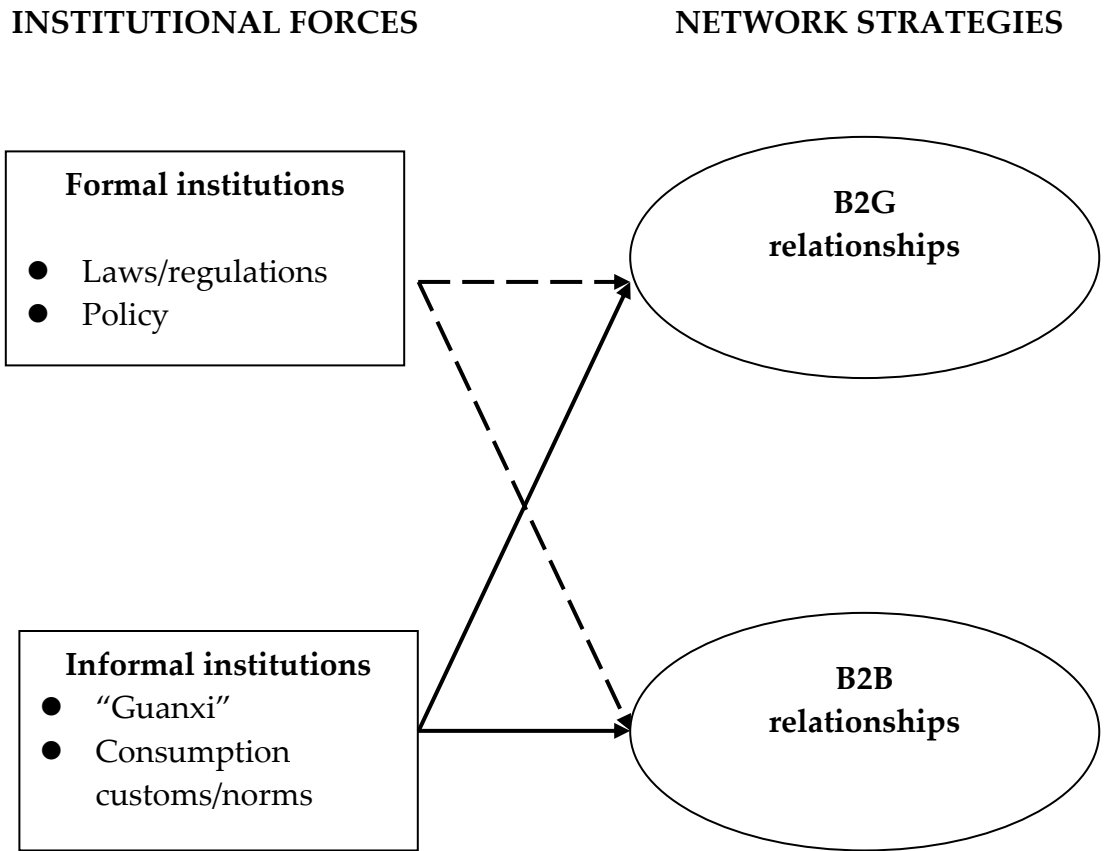 INSTITUTIONAL FORCES
NETWORK STRATEGIES
Formal institutions
● Laws/regulations
● Policy
B2G
relationships
Informal institutions
● “Guanxi”
● Consumption
customs/norms
B2B
relationships